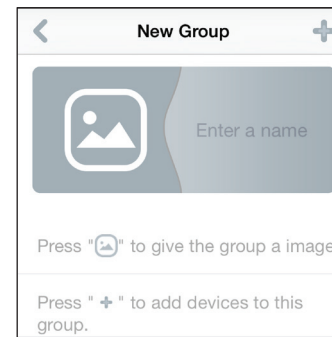 New Group
Enter a name
Press "" to give the group a image
Press " + " to add devices to this
group.